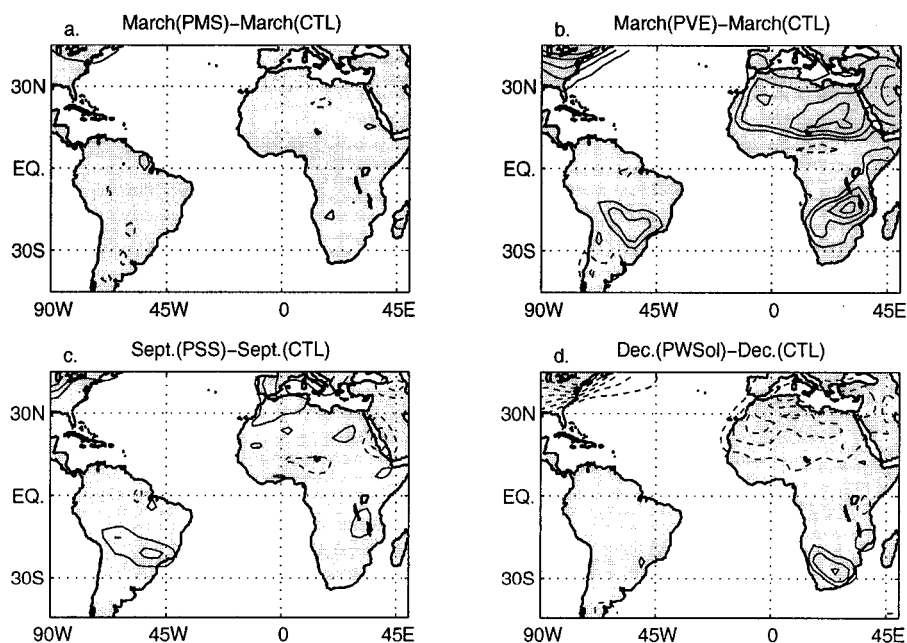 a. March(PMS)−March(CTL)
30N
EQ.
30S
90W 45W 0 45E
b. March(PVE)−March(CTL)
30N
EQ.
30S
90W 45W 0 45E
c. Sept.(PSS)−Sept.(CTL)
30N
EQ.
30S
90W 45W 0 45E
d. Dec.(PWSol)−Dec.(CTL)
30N
EQ.
30S
90W 45W 0 45E